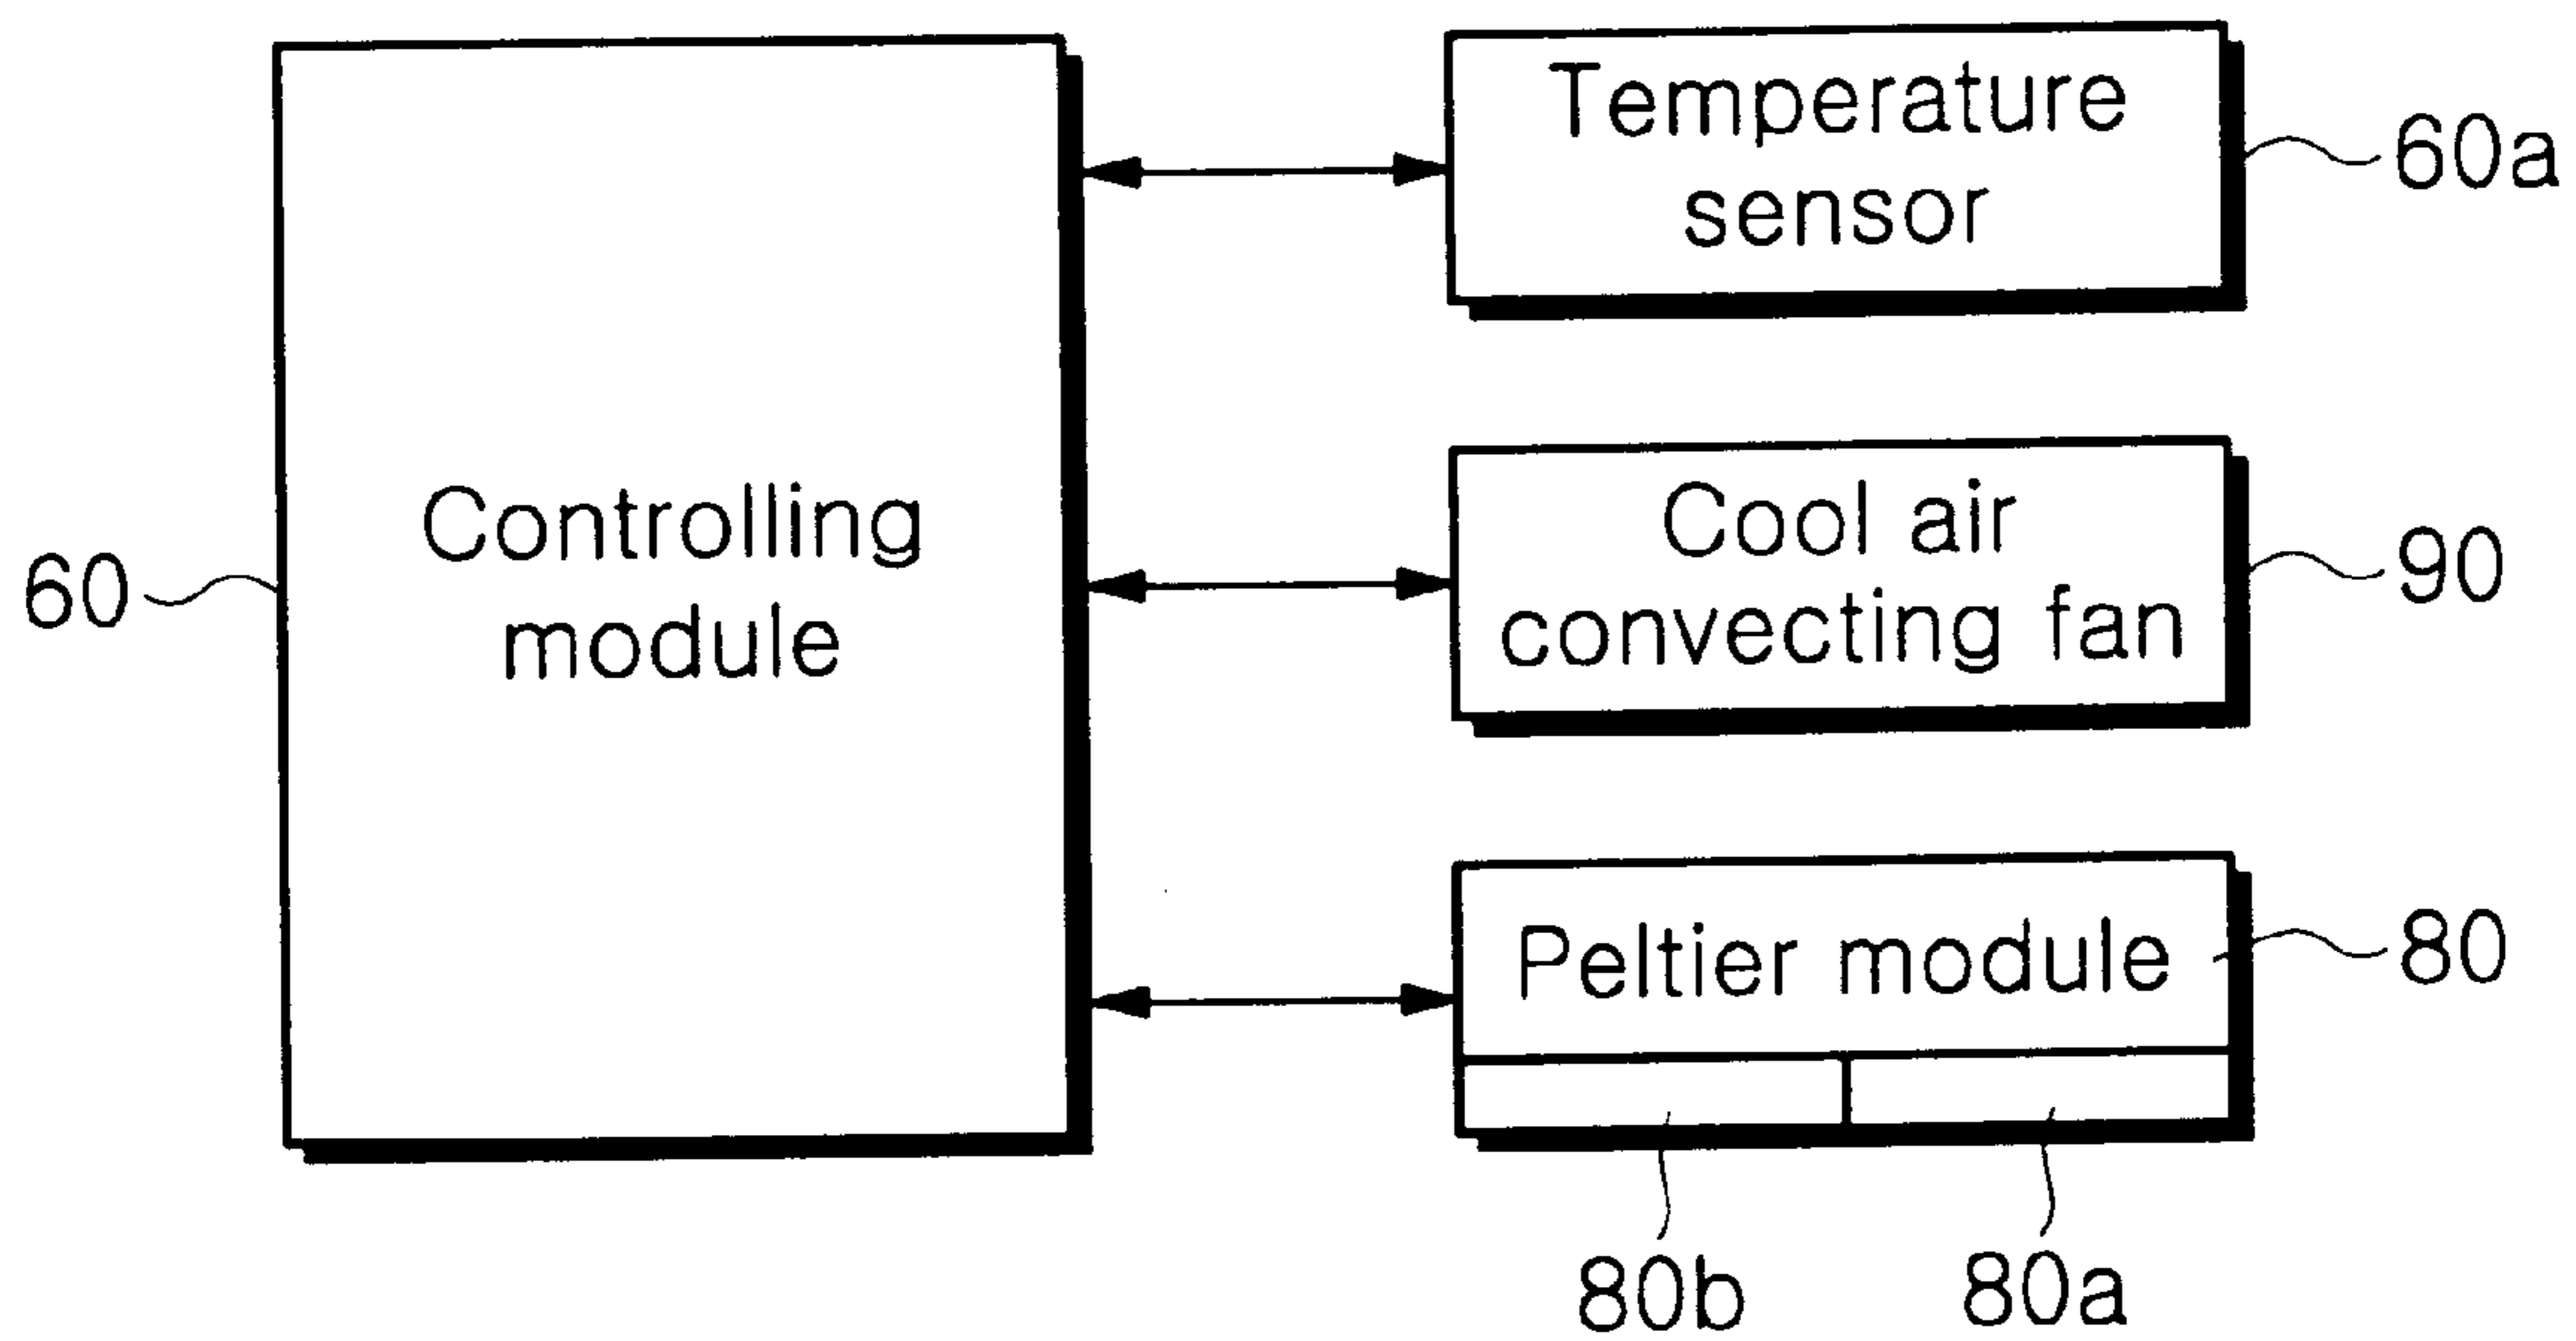 Temperature
sensor
60a
Controlling
module
60
Cool air
convecting fan
90
Peltier module
80
80b
80a